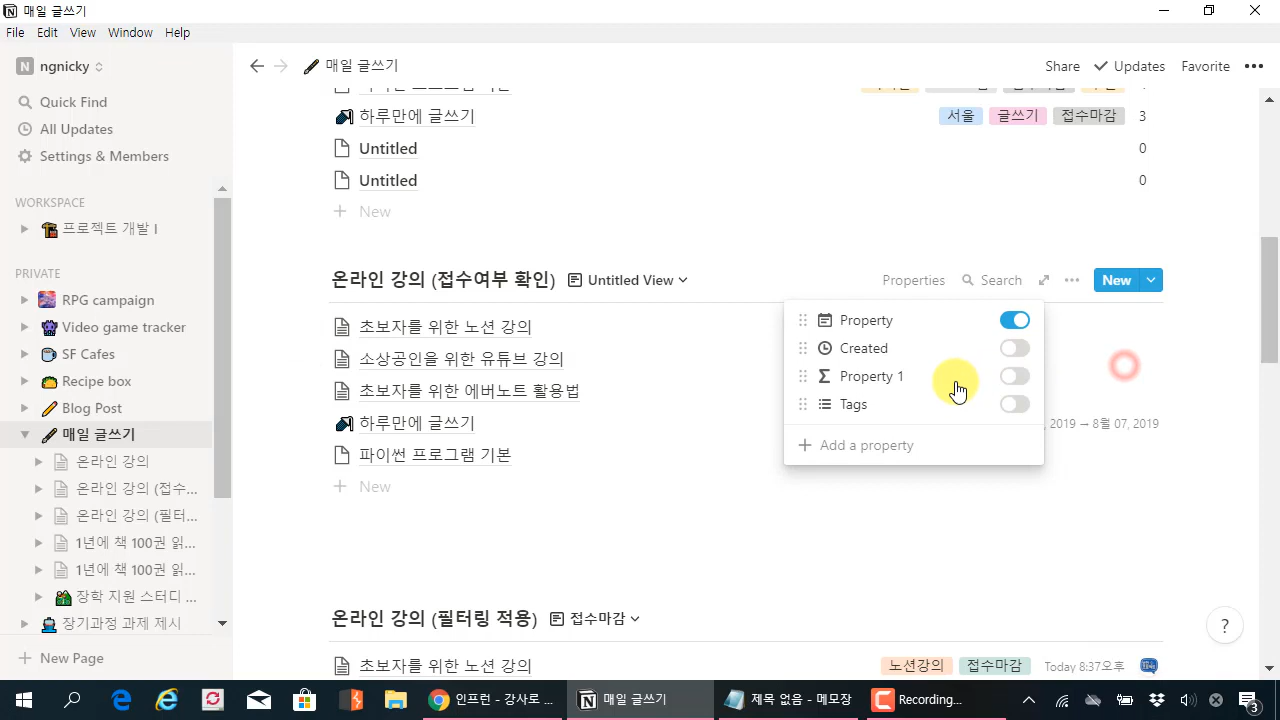 매일 글쓰기
File Edit View Window Help
N ngnicky
매일 글쓰기
Share Updates Favorite
Quick Find
All Updates
Settings & Members
WORKSPACE
프로젝트 개발 I
PRIVATE
RPG campaign
Video game tracker
SF Cafes
Recipe box
Blog Post
매일 글쓰기
온라인 강의
온라인 강의 (접수...
온라인 강의 (필터...
1년에 책 100권 읽...
1년에 책 100권 읽...
장학 지원 스터디 ...
장기과정 과제 제시
New Page
하루만에 글쓰기 서울 글쓰기 접수마감 3
Untitled 0
Untitled 0
New
온라인 강의 (접수여부 확인) Untitled View Properties Search New
초보자를 위한 노션 강의
소상공인을 위한 유튜브 강의
초보자를 위한 에버노트 활용법
하루만에 글쓰기 , 2019 → 8월 07, 2019
파이썬 프로그램 기본
New
Property
Created
Property 1
Tags
Add a property
온라인 강의 (필터링 적용) 접수마감
초보자를 위한 노션 강의 노션강의 접수마감 Today 8:37오후
?
인프런 - 강사로 ... 매일 글쓰기 제목 없음 - 메모장 Recording... 3